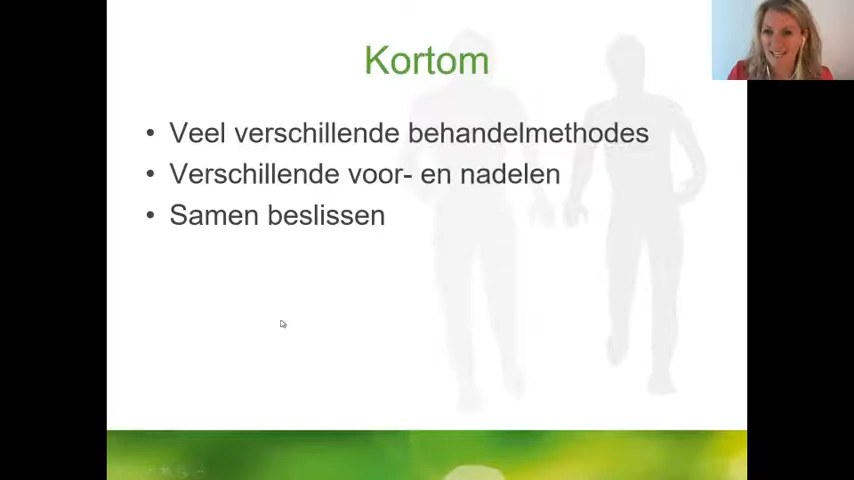 Kortom
• Veel verschillende behandelmethodes
• Verschillende voor- en nadelen
• Samen beslissen